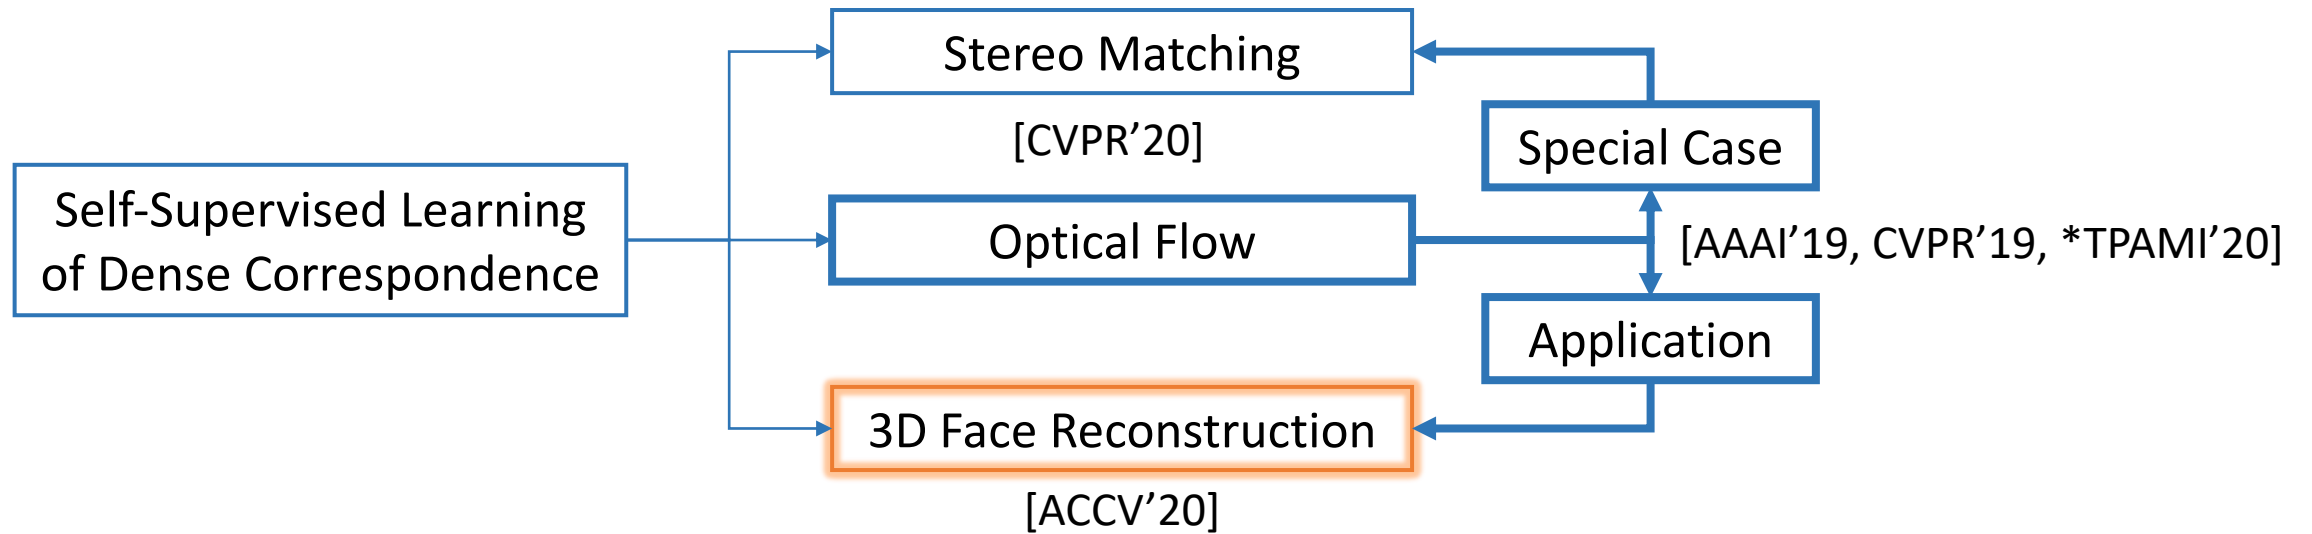 Self-Supervised Learning
of Dense Correspondence
Stereo Matching
[CVPR’20]
Optical Flow
3D Face Reconstruction
[ACCV’20]
Special Case
[AAAI’19, CVPR’19, *TPAMI’20]
Application